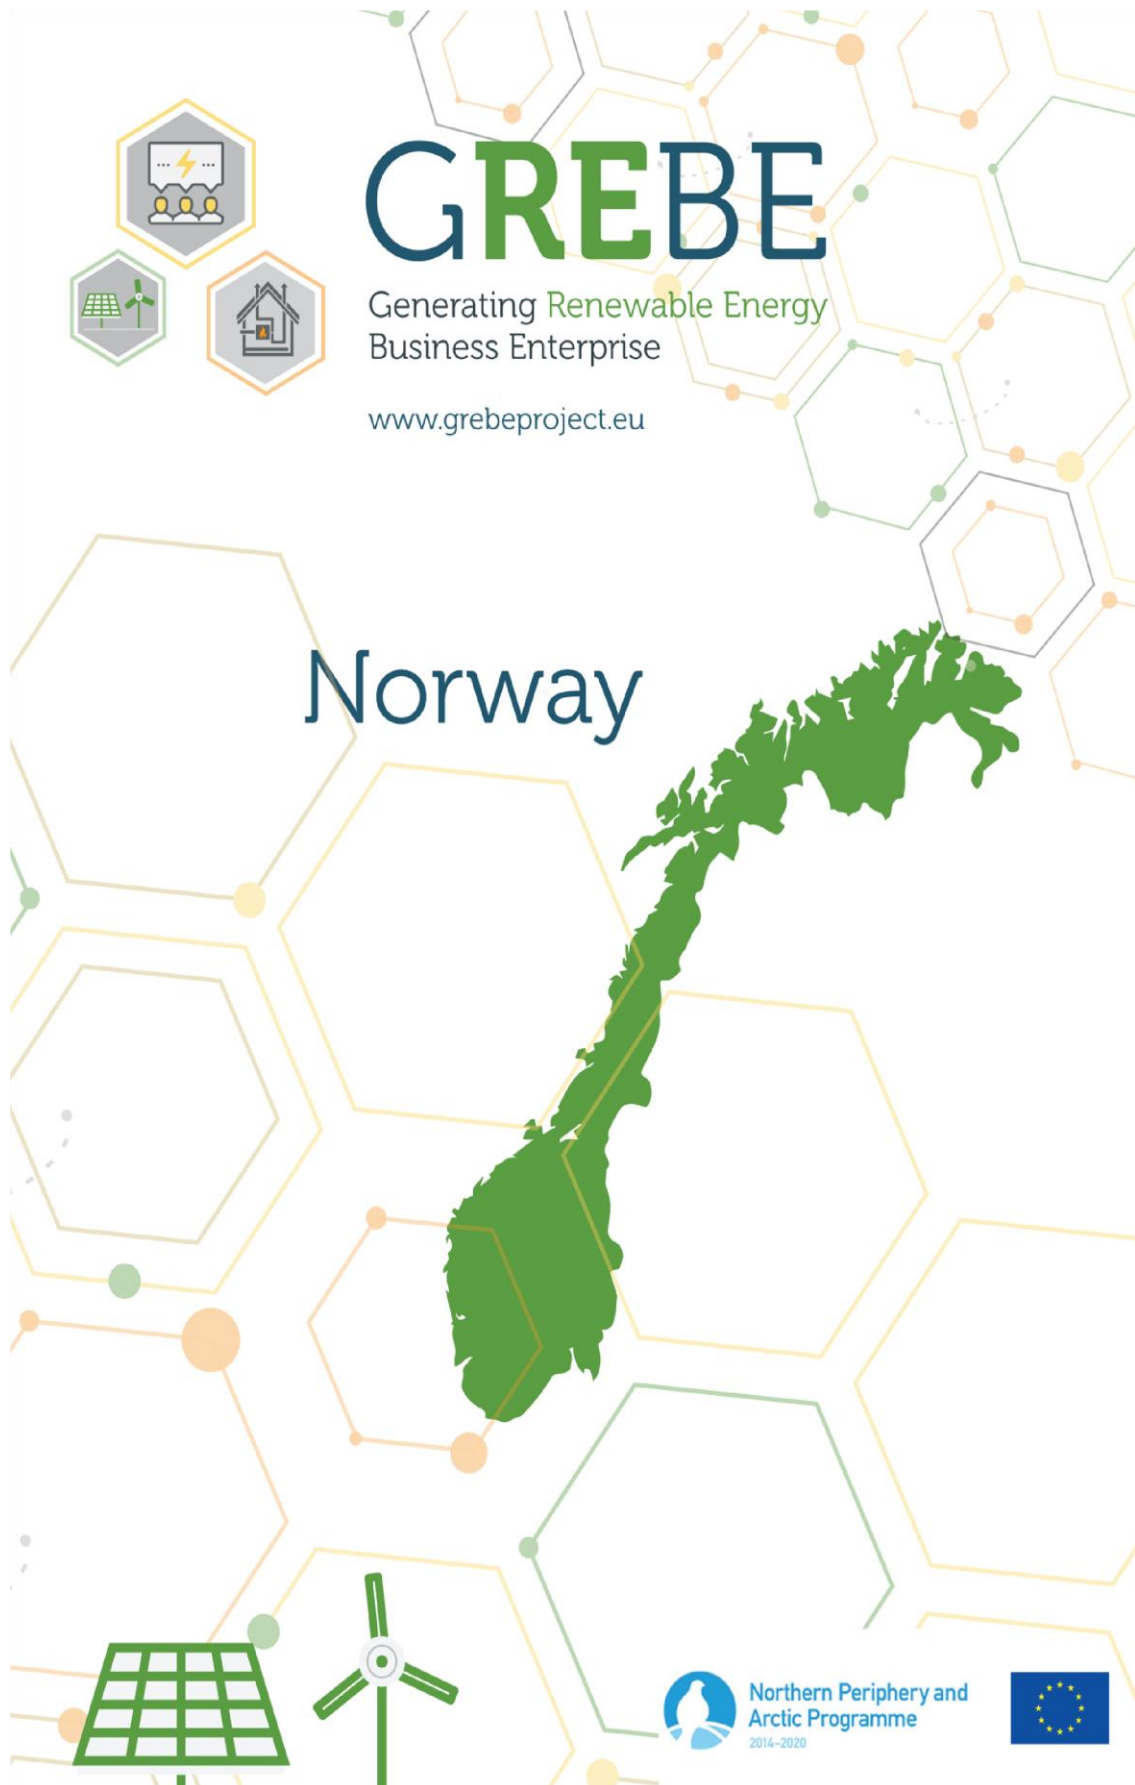 GREBE
Generating Renewable Energy
Business Enterprise
www.grebeproject.eu
Norway
Northern Periphery and
Arctic Programme
2014–2020